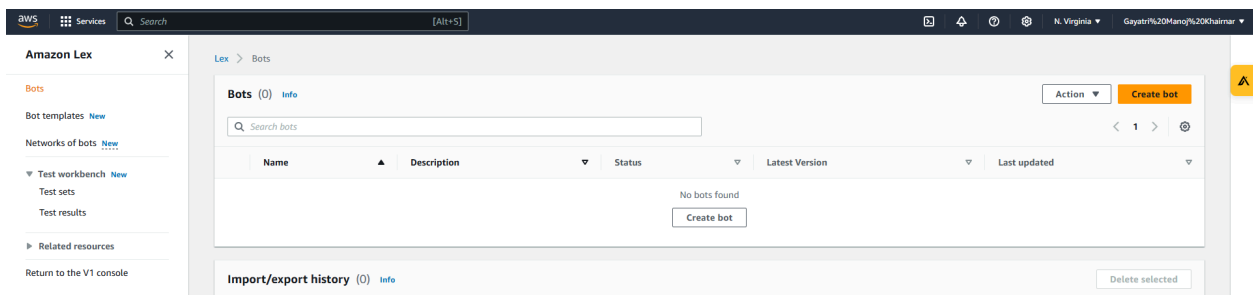 aws Services Search [Alt+S] N. Virginia ▼ Gayatri%20Manoj%20Khairnar ▼
Amazon Lex
Bots
Bot templates New
Networks of bots New
Test workbench New
Test sets
Test results
Related resources
Return to the V1 console
Lex > Bots
Bots (0) Info Action ▼ Create bot
Search bots < 1 >
Name Description Status Latest Version Last updated
No bots found
Create bot
Import/export history (0) Info Delete selected